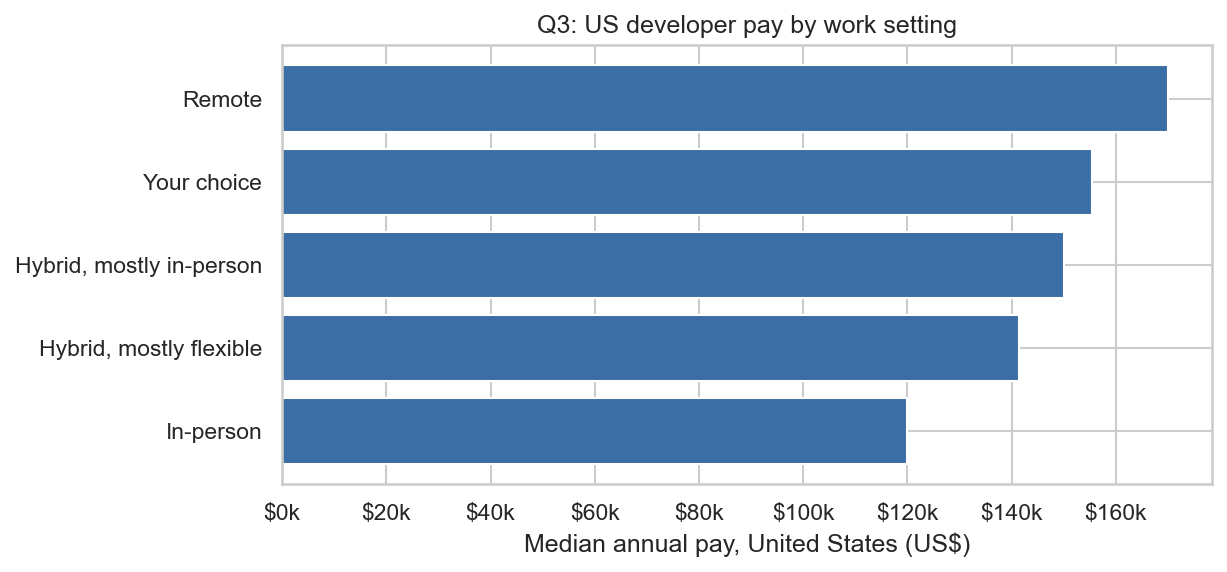 Q3: US developer pay by work setting
Remote
Your choice
Hybrid, mostly in-person
Hybrid, mostly flexible
In-person
$0k $20k $40k $60k $80k $100k $120k $140k $160k
Median annual pay, United States (US$)